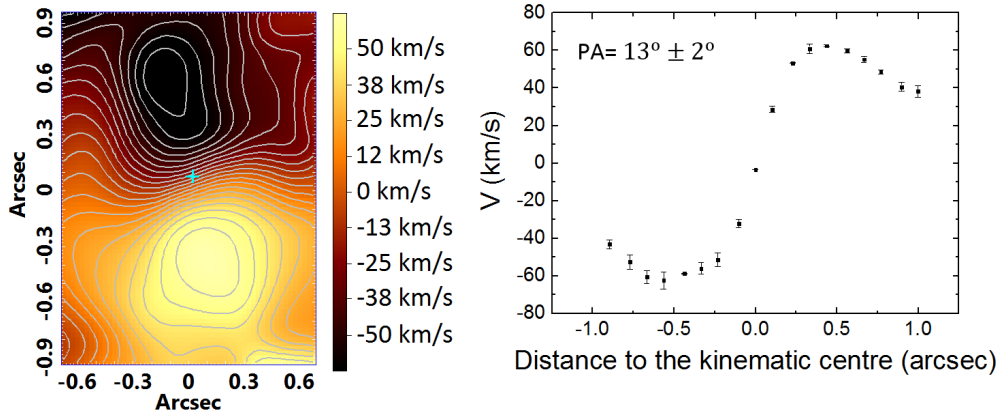 0.9
0.6
0.3
0
-0.3
-0.6
-0.9
Arcsec
-0.6 -0.3 0 0.3 0.6
Arcsec
50 km/s
38 km/s
25 km/s
12 km/s
0 km/s
-13 km/s
-25 km/s
-38 km/s
-50 km/s
PA= 13° ± 2°
80
60
40
20
0
-20
-40
-60
-80
V (km/s)
-1.0 -0.5 0.0 0.5 1.0
Distance to the kinematic centre (arcsec)